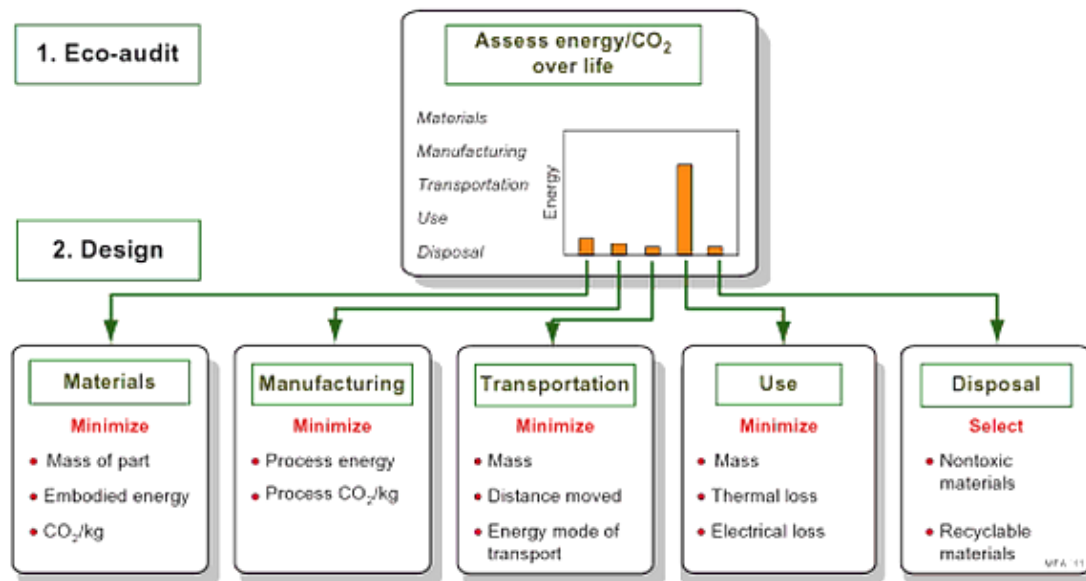 1. Eco-audit
Assess energy/CO₂
over life
Materials
Manufacturing
Transportation
Use
Disposal
Energy
2. Design
Materials
Minimize
• Mass of part
• Embodied energy
• CO₂/kg
Manufacturing
Minimize
• Process energy
• Process CO₂/kg
Transportation
Minimize
• Mass
• Distance moved
• Energy mode of
transport
Use
Minimize
• Mass
• Thermal loss
• Electrical loss
Disposal
Select
• Nontoxic
materials
• Recyclable
materials